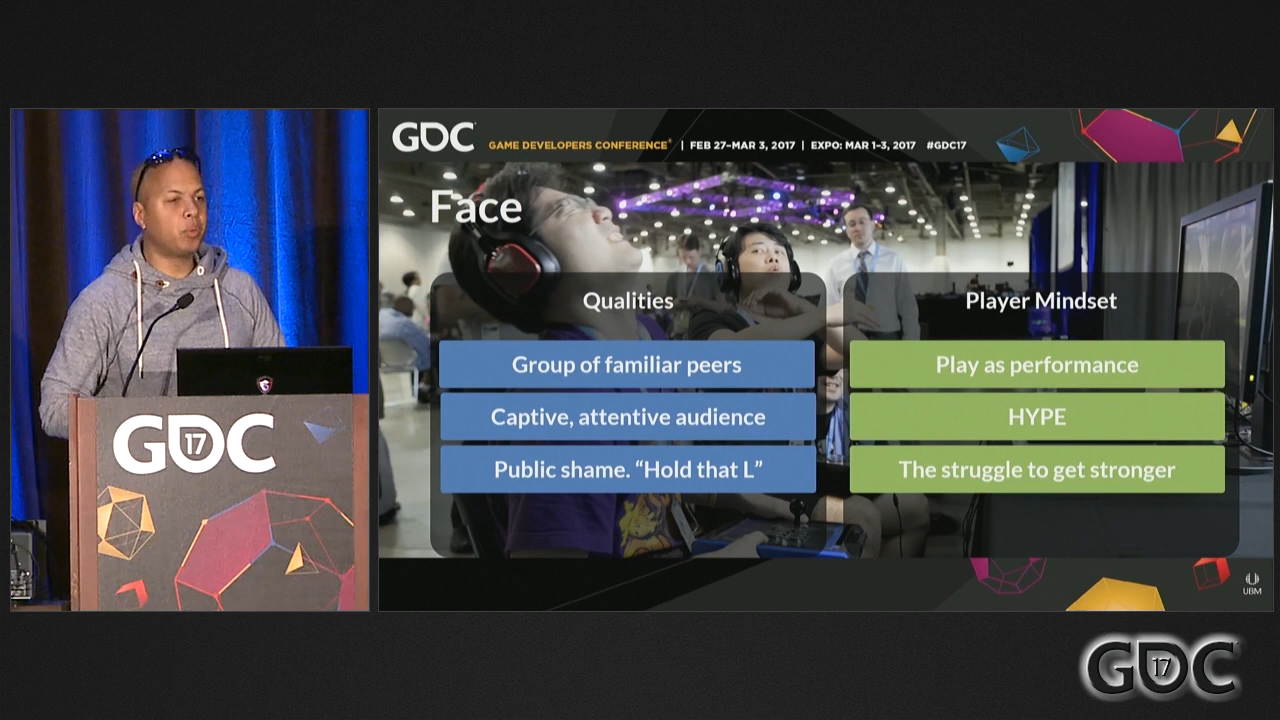 GDC
GAME DEVELOPERS CONFERENCE® | FEB 27–MAR 3, 2017 | EXPO: MAR 1-3, 2017 #GDC17
Face
Qualities
Group of familiar peers
Captive, attentive audience
Public shame. “Hold that L”
Player Mindset
Play as performance
HYPE
The struggle to get stronger
UBM
GDC
17
GDC
17